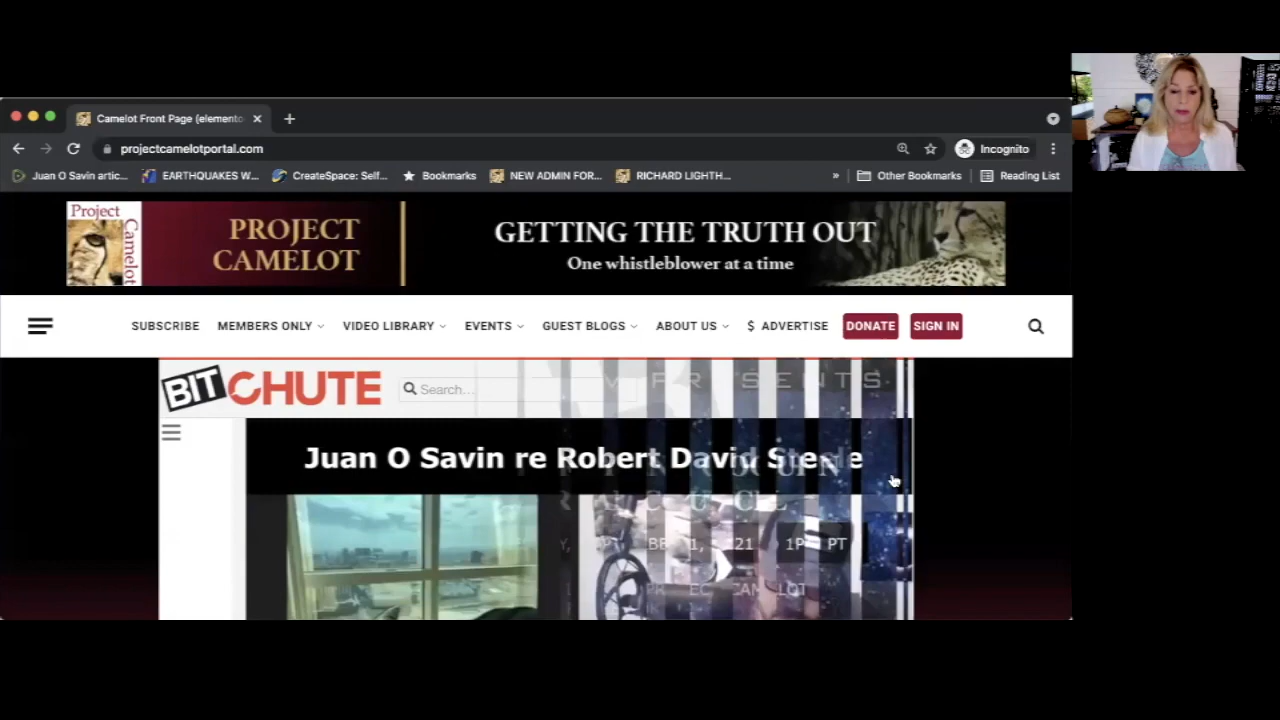 Camelot Front Page (elemento
projectcamelotportal.com
Incognito
Juan O Savin artic...
EARTHQUAKES W...
CreateSpace: Self...
Bookmarks
NEW ADMIN FOR...
RICHARD LIGHTH...
»
Other Bookmarks
Reading List
Project
Camelot
PROJECT
CAMELOT
GETTING THE TRUTH OUT
One whistleblower at a time
SUBSCRIBE
MEMBERS ONLY
VIDEO LIBRARY
EVENTS
GUEST BLOGS
ABOUT US
$ ADVERTISE
DONATE
SIGN IN
BITCHUTE
Search...
Juan O Savin re Robert David Steele